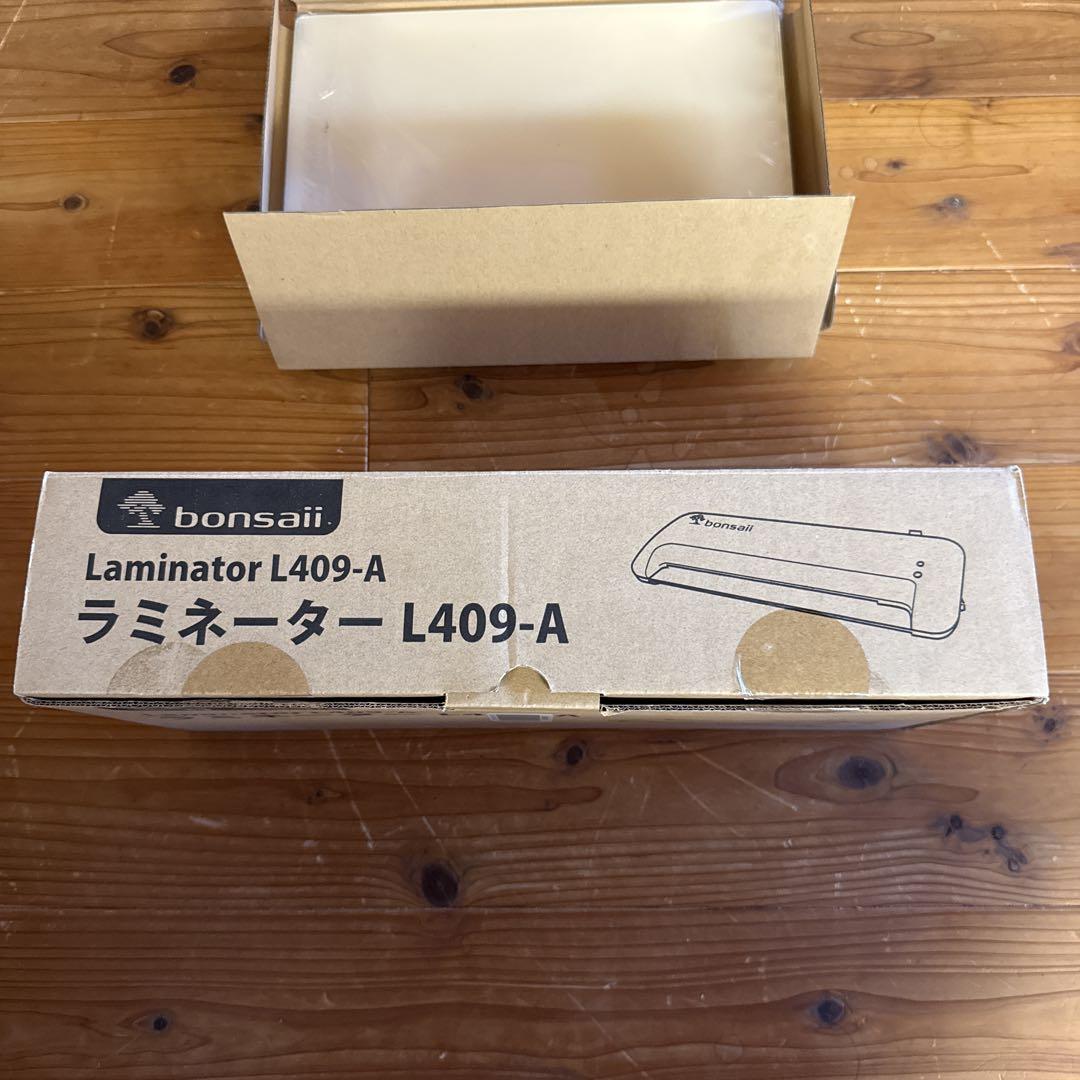 bonsaii
Laminator L409-A
ラミネーター L409-A
bonsaii